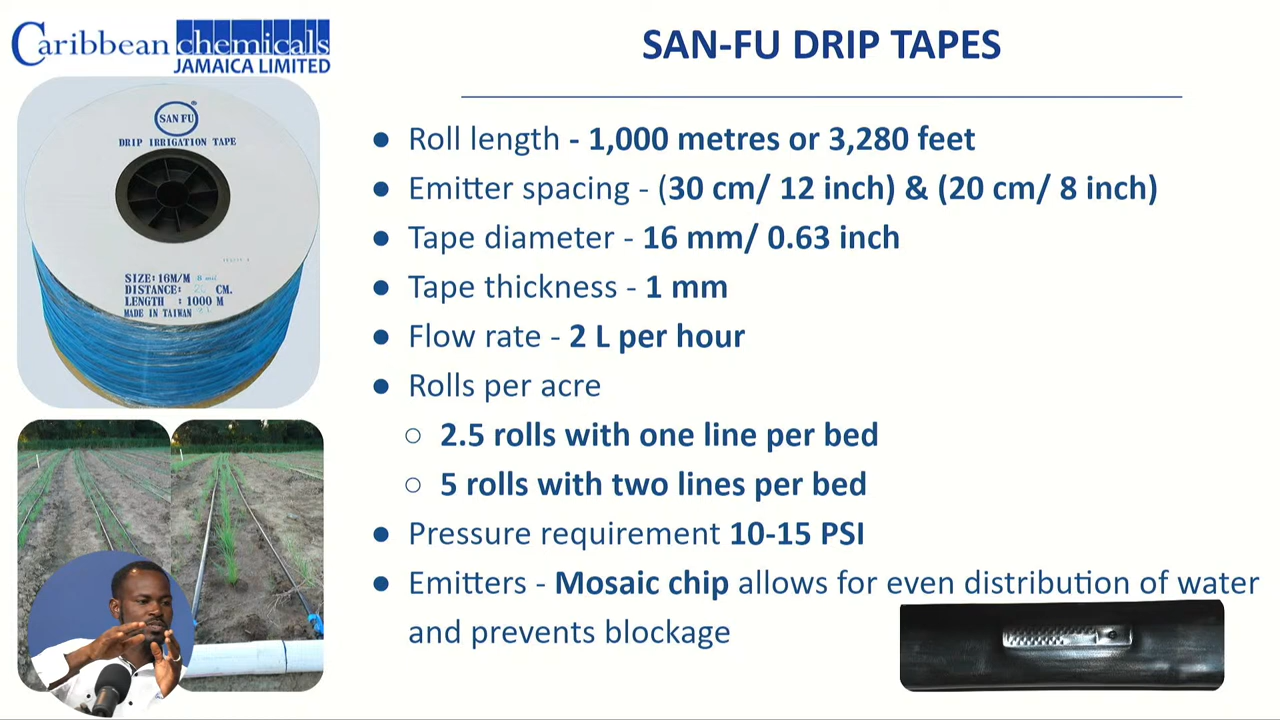 Caribbean chemicals
JAMAICA LIMITED
SAN-FU DRIP TAPES
SAN FU
DRIP IRRIGATION TAPE
SIZE:16M/M 8 mil
DISTANCE: CM.
LENGTH : 1000 M
MADE IN TAIWAN
● Roll length - 1,000 metres or 3,280 feet
● Emitter spacing - (30 cm/ 12 inch) & (20 cm/ 8 inch)
● Tape diameter - 16 mm/ 0.63 inch
● Tape thickness - 1 mm
● Flow rate - 2 L per hour
● Rolls per acre
○ 2.5 rolls with one line per bed
○ 5 rolls with two lines per bed
● Pressure requirement 10-15 PSI
● Emitters - Mosaic chip allows for even distribution of water
and prevents blockage